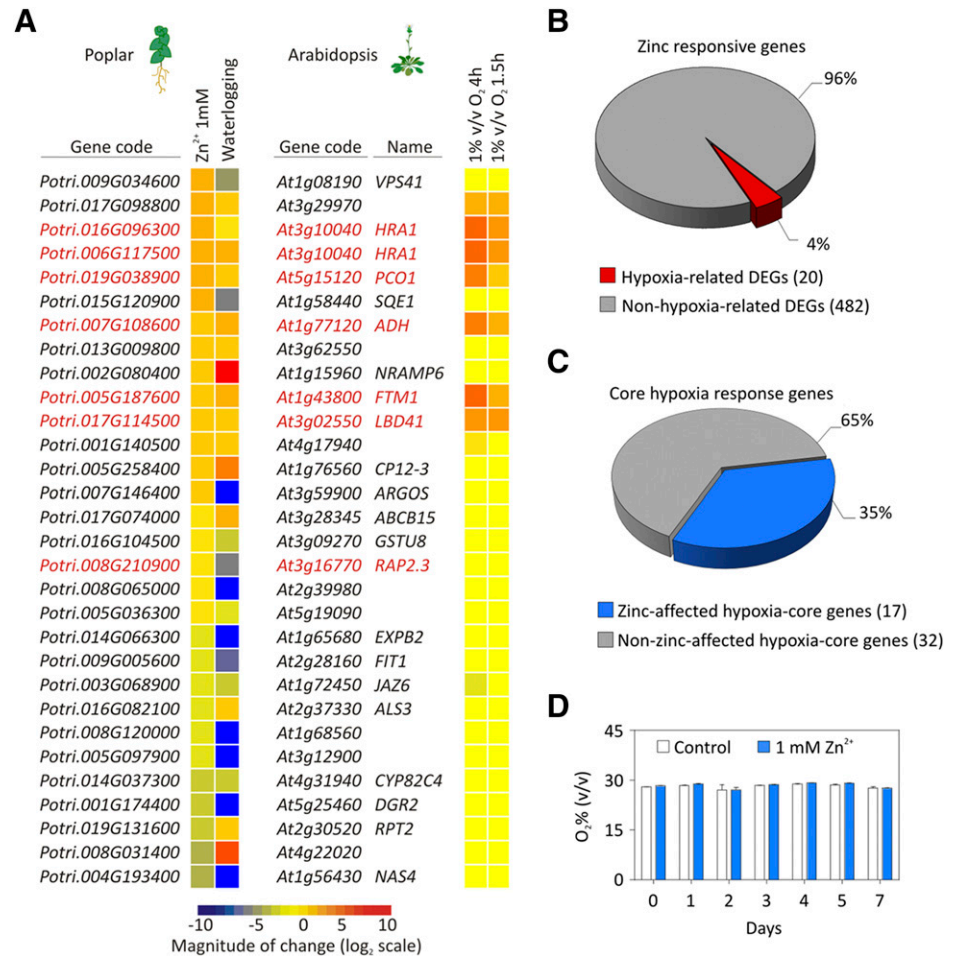 A
Poplar
Arabidopsis
Zn²⁺ 1mM
Waterlogging
1% v/v O₂ 4h
1% v/v O₂ 1.5h
Gene code
Gene code Name
Potri.009G034600 At1g08190 VPS41
Potri.017G098800 At3g29970
Potri.016G096300 At3g10040 HRA1
Potri.006G117500 At3g10040 HRA1
Potri.019G038900 At5g15120 PCO1
Potri.015G120900 At1g58440 SQE1
Potri.007G108600 At1g77120 ADH
Potri.013G009800 At3g62550
Potri.002G080400 At1g15960 NRAMP6
Potri.005G187600 At1g43800 FTM1
Potri.017G114500 At3g02550 LBD41
Potri.001G140500 At4g17940
Potri.005G258400 At1g76560 CP12-3
Potri.007G146400 At3g59900 ARGOS
Potri.017G074000 At3g28345 ABCB15
Potri.016G104500 At3g09270 GSTU8
Potri.008G210900 At3g16770 RAP2.3
Potri.008G065000 At2g39980
Potri.005G036300 At5g19090
Potri.014G066300 At1g65680 EXPB2
Potri.009G005600 At2g28160 FIT1
Potri.003G068900 At1g72450 JAZ6
Potri.016G082100 At2g37330 ALS3
Potri.008G120000 At1g68560
Potri.005G097900 At3g12900
Potri.014G037300 At4g31940 CYP82C4
Potri.001G174400 At5g25460 DGR2
Potri.019G131600 At2g30520 RPT2
Potri.008G031400 At4g22020
Potri.004G193400 At1g56430 NAS4
-10 -5 0 5 10
Magnitude of change (log₂ scale)
B
Zinc responsive genes
96%
4%
Hypoxia-related DEGs (20)
Non-hypoxia-related DEGs (482)
C
Core hypoxia response genes
65%
35%
Zinc-affected hypoxia-core genes (17)
Non-zinc-affected hypoxia-core genes (32)
D
Control 1 mM Zn²⁺
O₂% (v/v)
45
30
15
0
0 1 2 3 4 5 7
Days